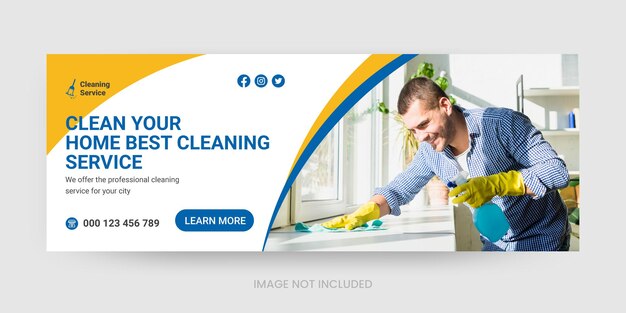 Cleaning
Service
CLEAN YOUR
HOME BEST CLEANING
SERVICE
We offer the professional cleaning
service for your city
000 123 456 789
LEARN MORE
IMAGE NOT INCLUDED